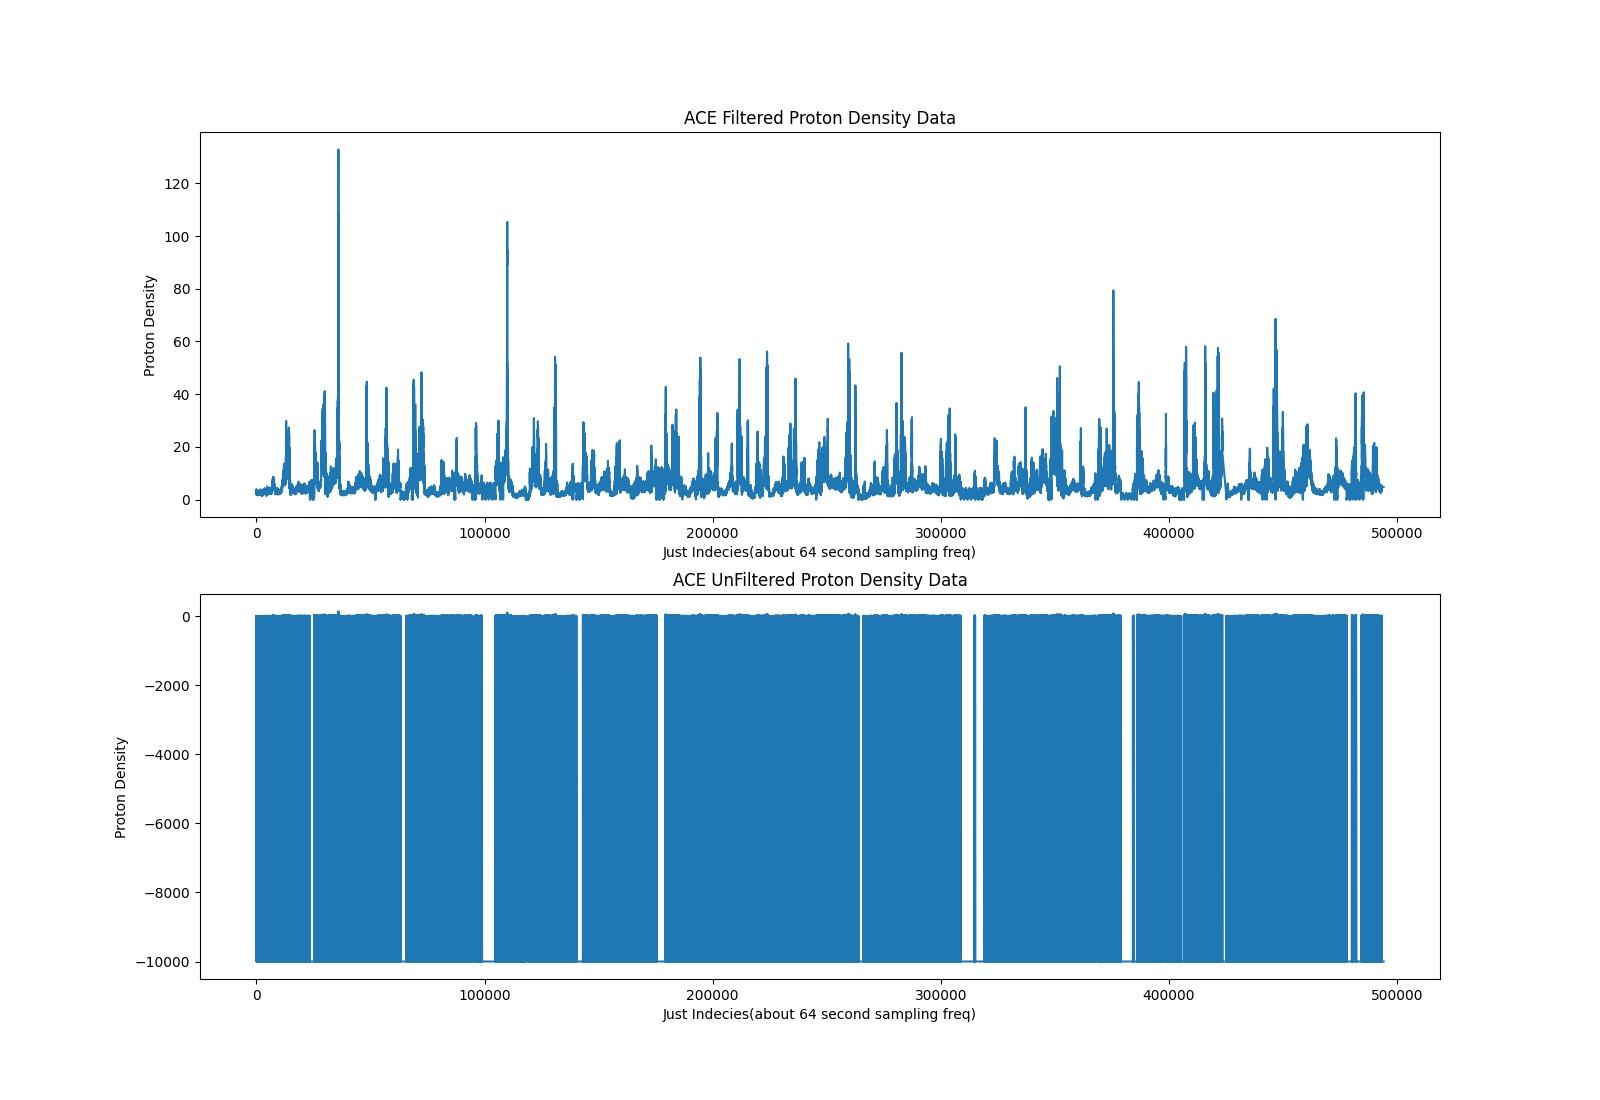 ACE Filtered Proton Density Data
120
100
80
60
40
20
0
Proton Density
0 100000 200000 300000 400000 500000
Just Indecies(about 64 second sampling freq)
ACE UnFiltered Proton Density Data
0
−2000
−4000
−6000
−8000
−10000
Proton Density
0 100000 200000 300000 400000 500000
Just Indecies(about 64 second sampling freq)